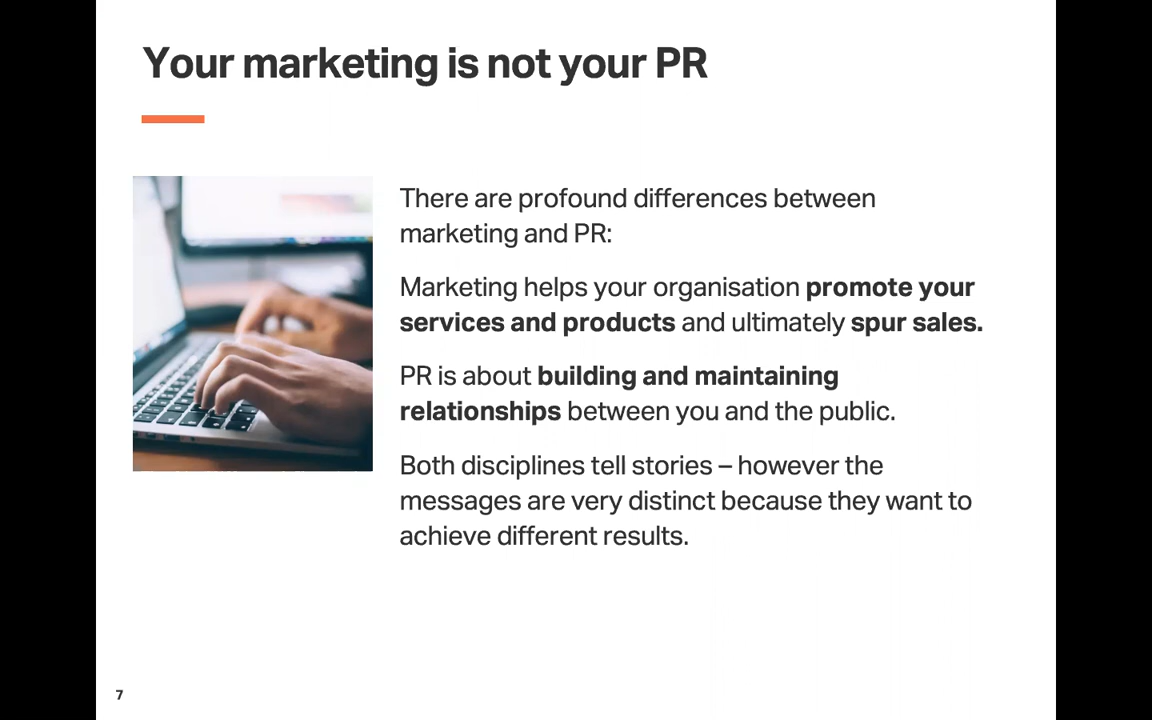 Your marketing is not your PR
There are profound differences between
marketing and PR:
Marketing helps your organisation promote your
services and products and ultimately spur sales.
PR is about building and maintaining
relationships between you and the public.
Both disciplines tell stories – however the
messages are very distinct because they want to
achieve different results.
7